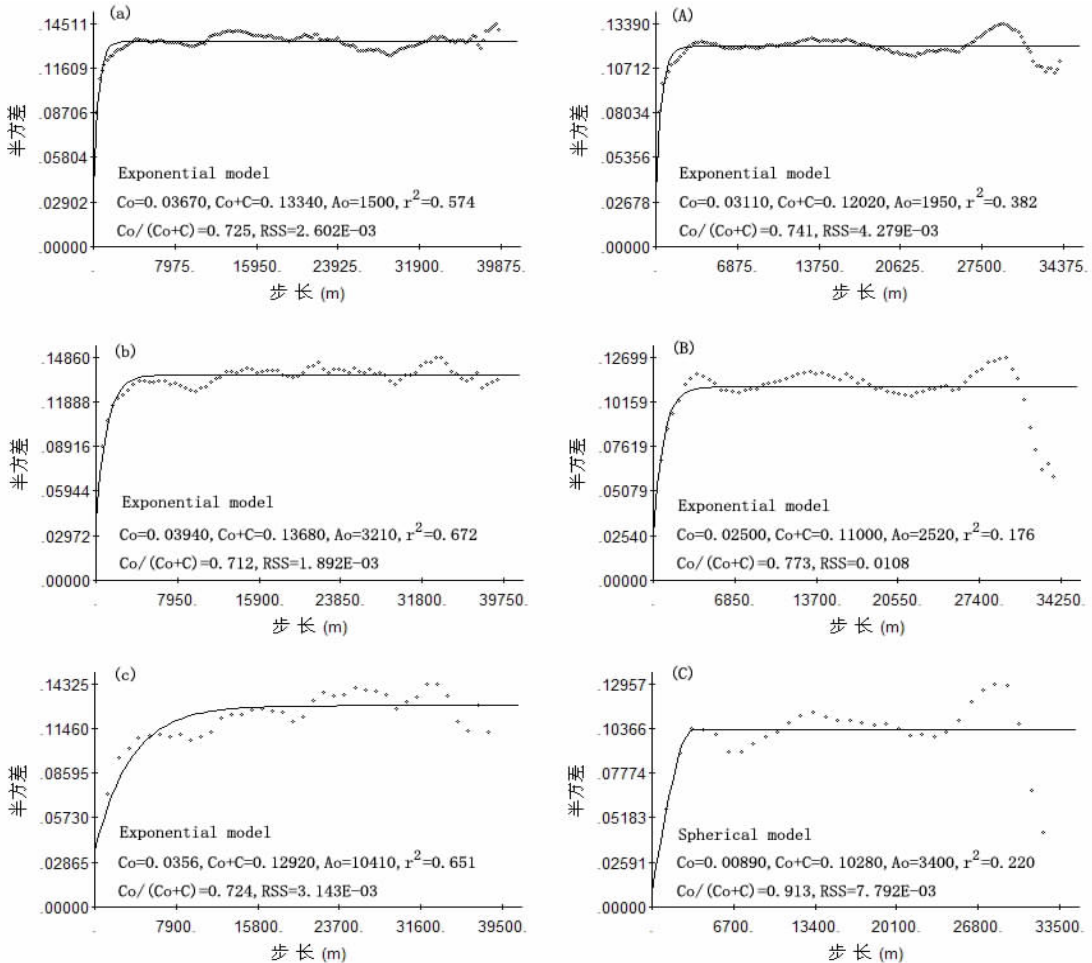 (a)
.14511
.11609
.08706
.05804
.02902
.00000
半方差
Exponential model
Co=0.03670, Co+C=0.13340, Ao=1500, r²=0.574
Co/(Co+C)=0.725, RSS=2.602E-03
. 7975. 15950. 23925. 31900. 39875.
步 长 (m)
(A)
.13390
.10712
.08034
.05356
.02678
.00000
半方差
Exponential model
Co=0.03110, Co+C=0.12020, Ao=1950, r²=0.382
Co/(Co+C)=0.741, RSS=4.279E-03
. 6875. 13750. 20625. 27500. 34375.
步 长 (m)
(b)
.14860
.11888
.08916
.05944
.02972
.00000
半方差
Exponential model
Co=0.03940, Co+C=0.13680, Ao=3210, r²=0.672
Co/(Co+C)=0.712, RSS=1.892E-03
. 7950. 15900. 23850. 31800. 39750.
步 长 (m)
(B)
.12699
.10159
.07619
.05079
.02540
.00000
半方差
Exponential model
Co=0.02500, Co+C=0.11000, Ao=2520, r²=0.176
Co/(Co+C)=0.773, RSS=0.0108
. 6850. 13700. 20550. 27400. 34250.
步 长 (m)
(c)
.14325
.11460
.08595
.05730
.02865
.00000
半方差
Exponential model
Co=0.0356, Co+C=0.12920, Ao=10410, r²=0.651
Co/(Co+C)=0.724, RSS=3.143E-03
. 7900. 15800. 23700. 31600. 39500.
步 长 (m)
(C)
.12957
.10366
.07774
.05183
.02591
.00000
半方差
Spherical model
Co=0.00890, Co+C=0.10280, Ao=3400, r²=0.220
Co/(Co+C)=0.913, RSS=7.792E-03
. 6700. 13400. 20100. 26800. 33500.
步 长 (m)